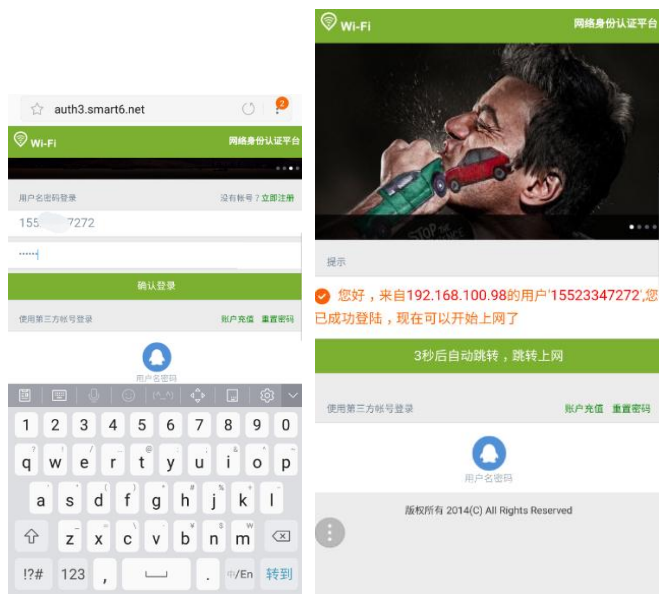 auth3.smart6.net
2
Wi-Fi
网络身份认证平台
用户名密码登录
没有帐号？立即注册
155 7272
······
确认登录
使用第三方帐号登录
账户充值 重置密码
用户名密码
1 2 3 4 5 6 7 8 9 0
q w e r t y u i o p
a s d f g h j k l
z x c v b n m
!?# 123 , . 中/En 转到
Wi-Fi
网络身份认证平台
STOP THE
提示
您好，来自192.168.100.98的用户'15523347272',您
已成功登陆，现在可以开始上网了
3秒后自动跳转，跳转上网
使用第三方帐号登录
账户充值 重置密码
用户名密码
版权所有 2014(C) All Rights Reserved